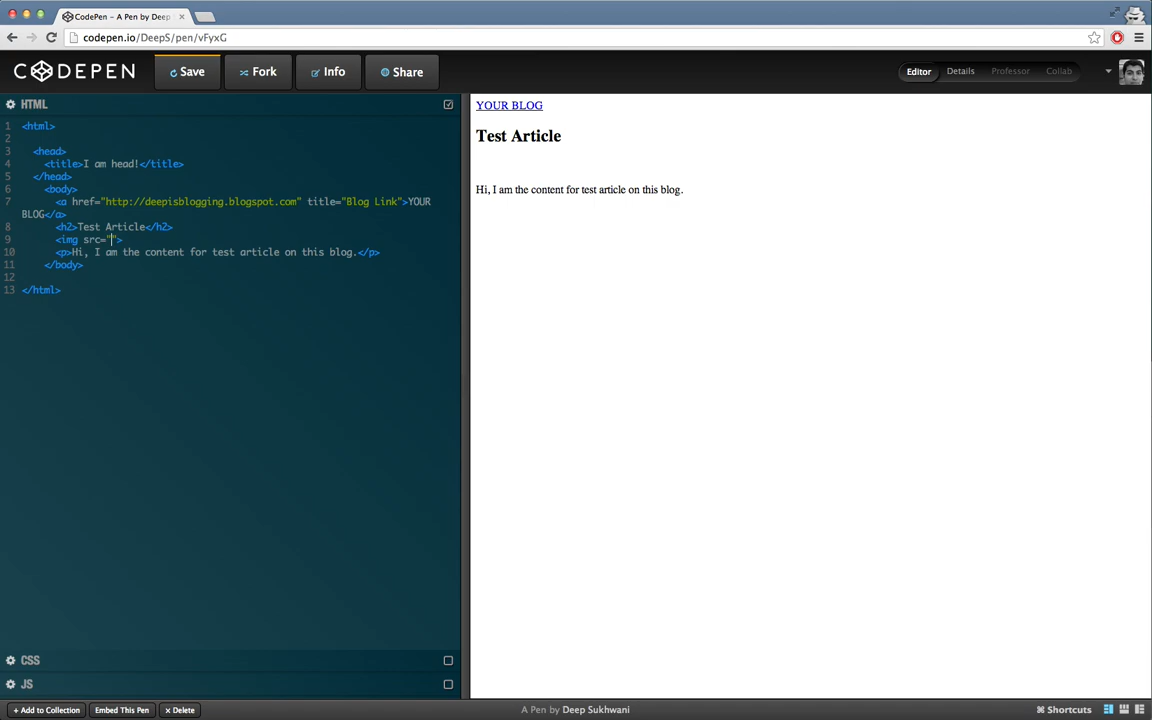 CodePen - A Pen by Deep
codepen.io/DeepS/pen/vFyxG
CODEPEN Save Fork Info Share Editor Details Professor Collab
HTML
1 <html>
2
3 <head>
4 <title>I am head!</title>
5 </head>
6 <body>
7 <a href="http://deepisblogging.blogspot.com" title="Blog Link">YOUR
BLOG</a>
8 <h2>Test Article</h2>
9 <img src="">
10 <p>Hi, I am the content for test article on this blog.</p>
11 </body>
12
13 </html>
YOUR BLOG
Test Article
Hi, I am the content for test article on this blog.
CSS
JS
+ Add to Collection Embed This Pen x Delete A Pen by Deep Sukhwani ⌘ Shortcuts